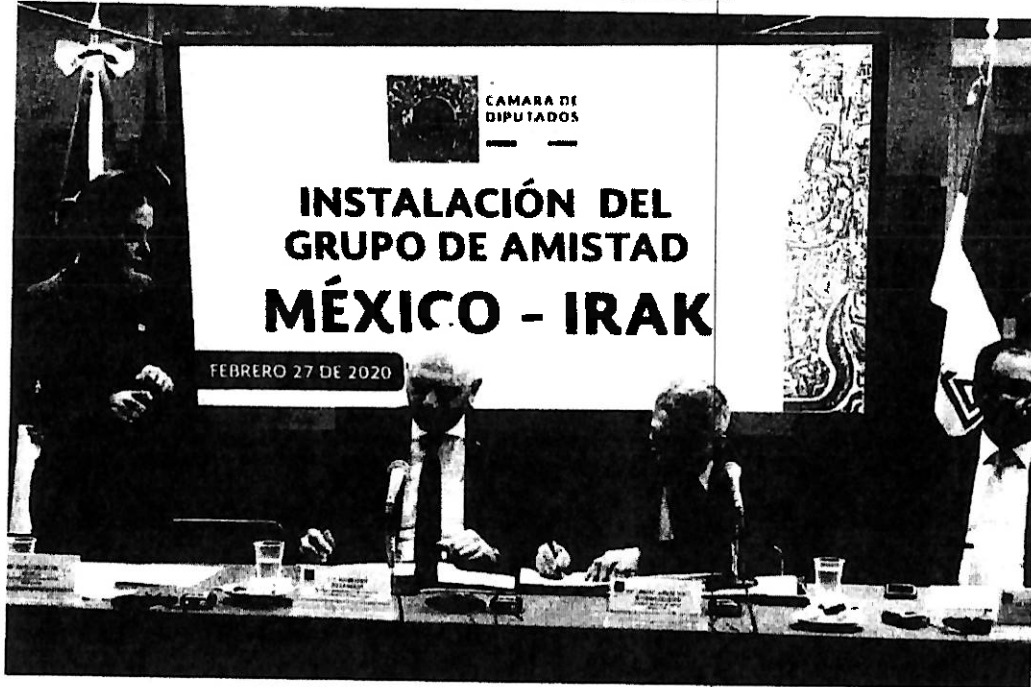 CAMARA DE
DIPUTADOS
INSTALACIÓN DEL
GRUPO DE AMISTAD
MÉXICO - IRAK
FEBRERO 27 DE 2020